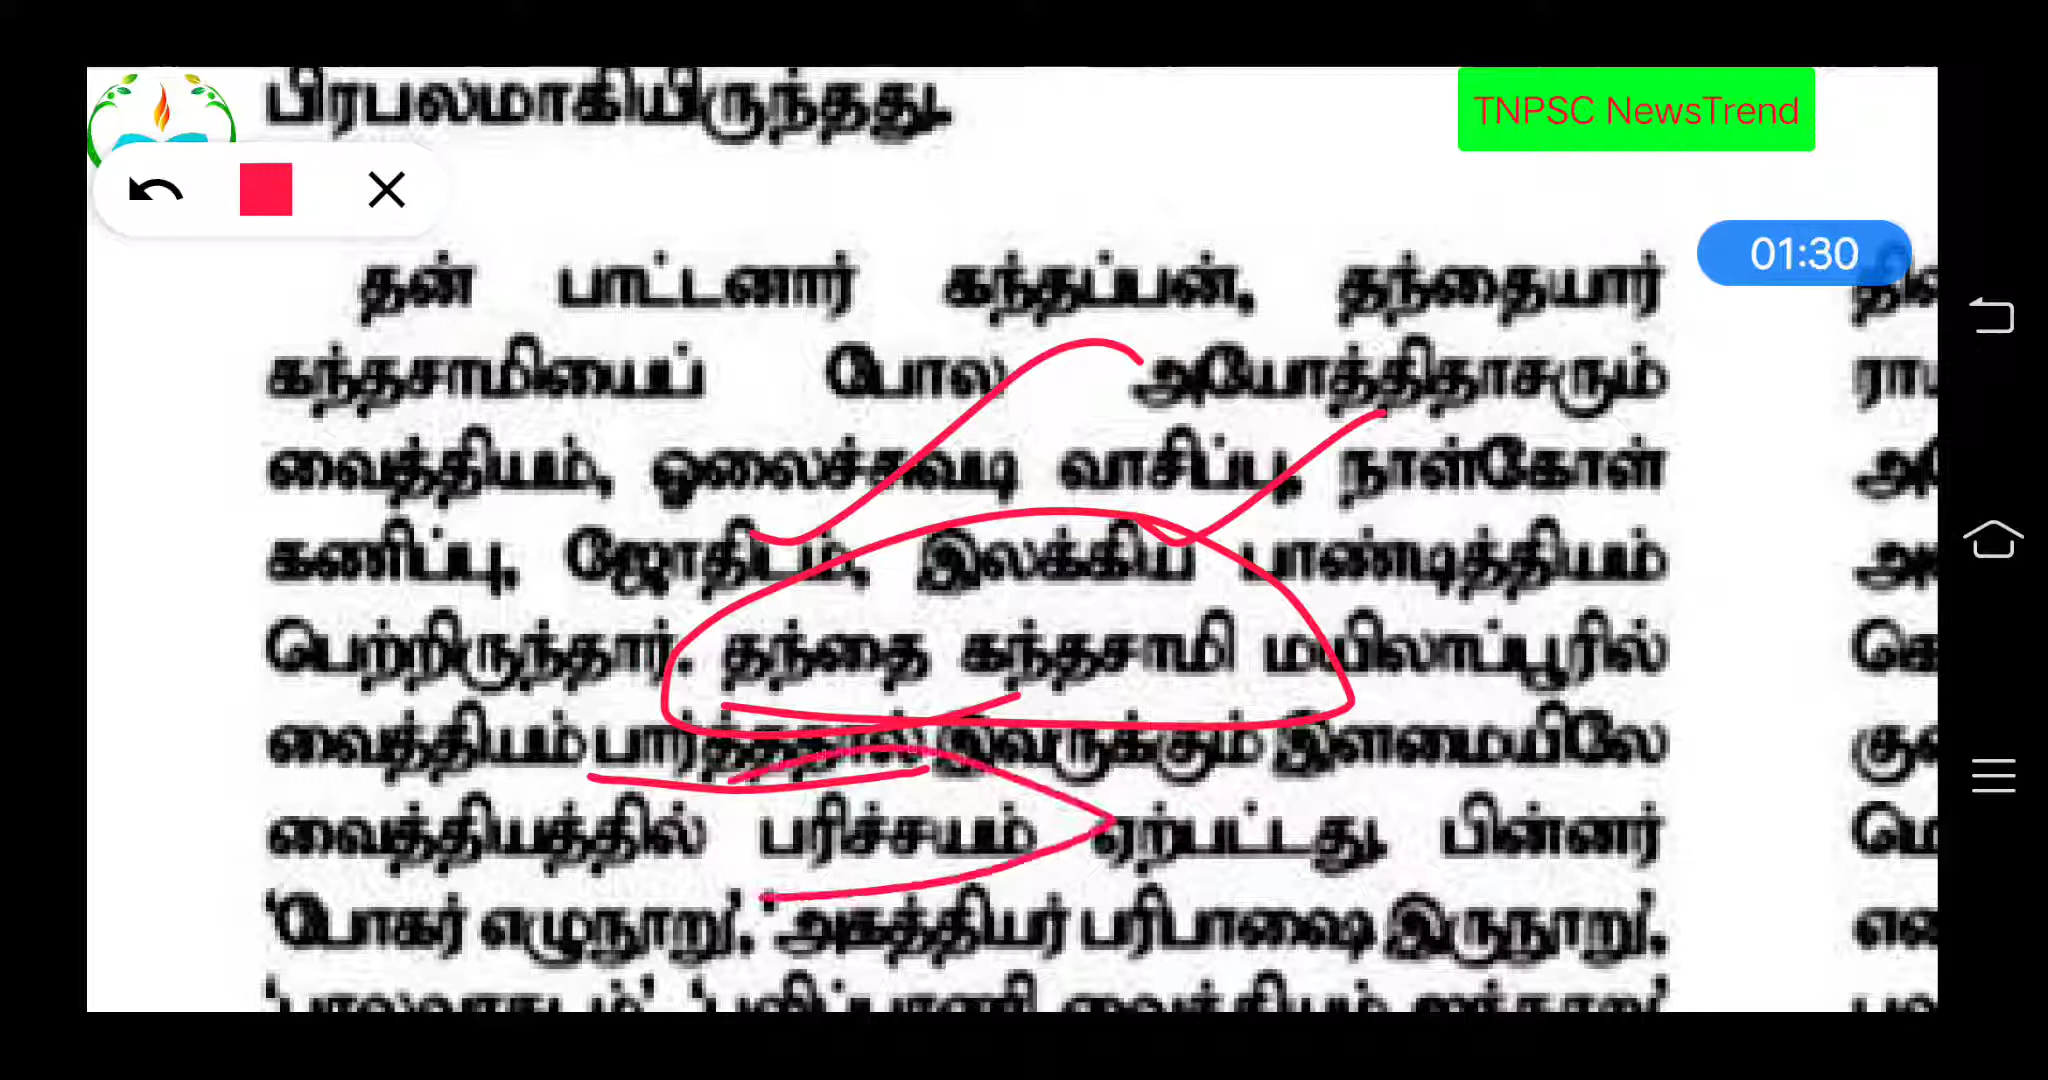 பிரபலமாகியிருந்தது.
TNPSC NewsTrend
01:30
தன் பாட்டனார் கந்தப்பன், தந்தையார்
கந்தசாமியைப் போல அயோத்திதாசரும்
வைத்தியம், ஓலைச்சுவடி வாசிப்பு, நாள்கோள்
கணிப்பு, ஜோதிடம், இலக்கிய பாண்டித்தியம்
பெற்றிருந்தார். தந்தை கந்தசாமி மயிலாப்பூரில்
வைத்தியம் பார்த்ததால் இவருக்கும் இளமையிலே
வைத்தியத்தில் பரிச்சயம் ஏற்பட்டது. பின்னர்
'போகர் எழுநூறு', 'அகத்தியர் பரிபாஷை இருநூறு',